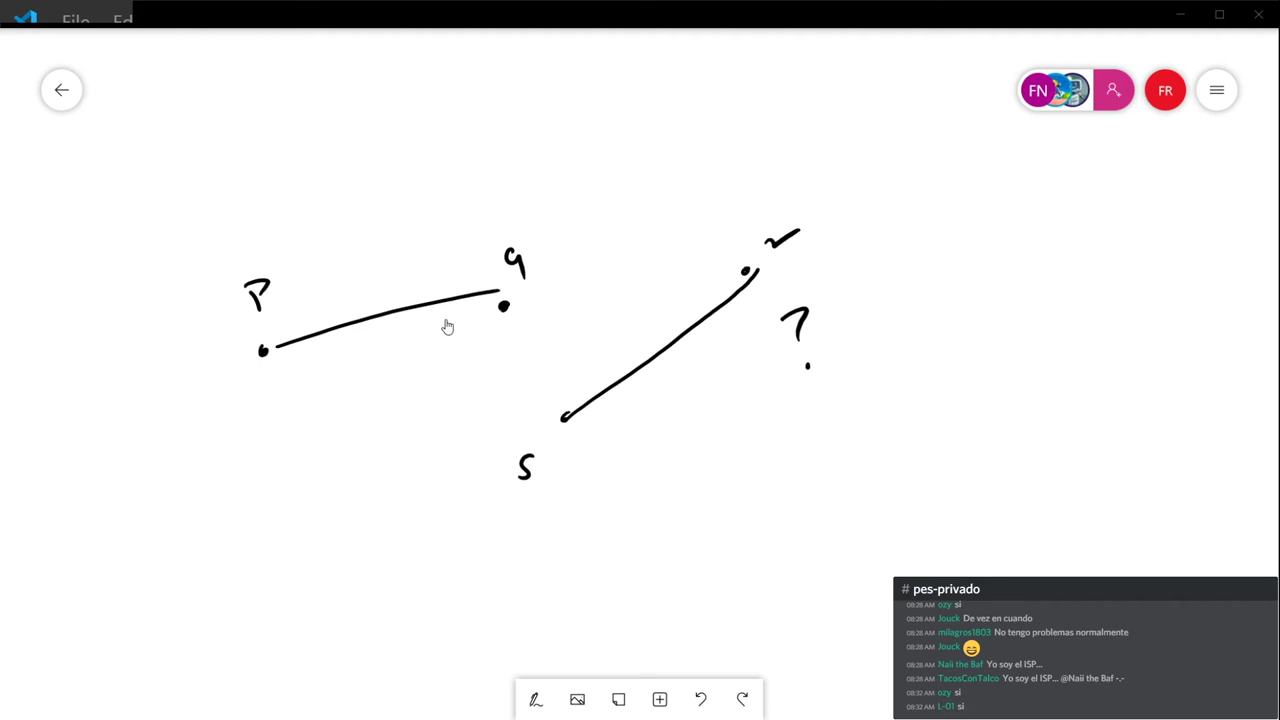 File Ed
FN
FR
P
q
r
?
s
# pes-privado
08:28 AM ozy si
08:28 AM Jouck De vez en cuando
08:28 AM milagros1803 No tengo problemas normalmente
08:28 AM Jouck 😄
08:28 AM Naii the Baf Yo soy el ISP...
08:28 AM TacosConTalco Yo soy el ISP... @Naii the Baf -.-
08:32 AM ozy si
08:32 AM L-01 si